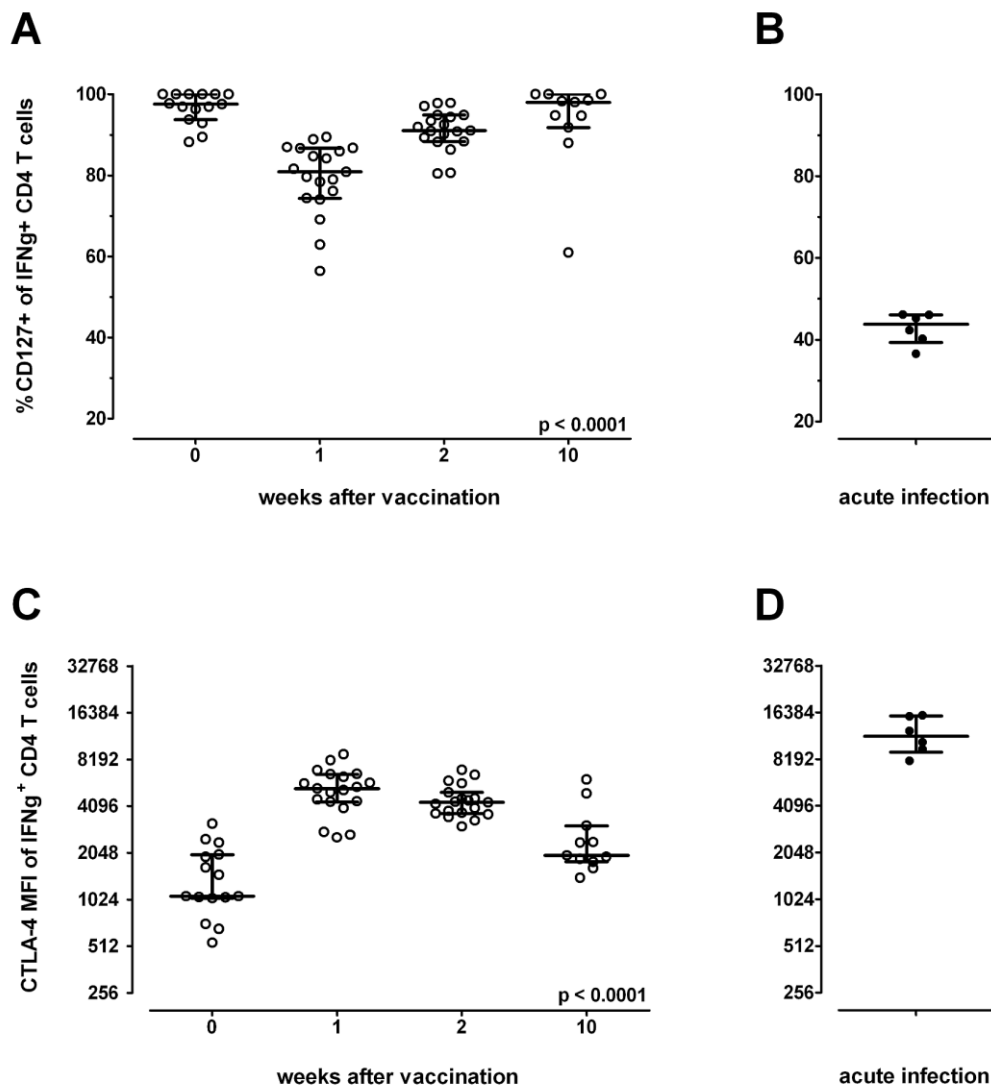 A
B
%CD127+ of IFNg+ CD4 T cells
100
80
60
40
20
p < 0.0001
0
1
2
10
weeks after vaccination
100
80
60
40
20
acute infection
C
D
CTLA-4 MFI of IFNg⁺ CD4 T cells
32768
16384
8192
4096
2048
1024
512
256
p < 0.0001
0
1
2
10
weeks after vaccination
32768
16384
8192
4096
2048
1024
512
256
acute infection